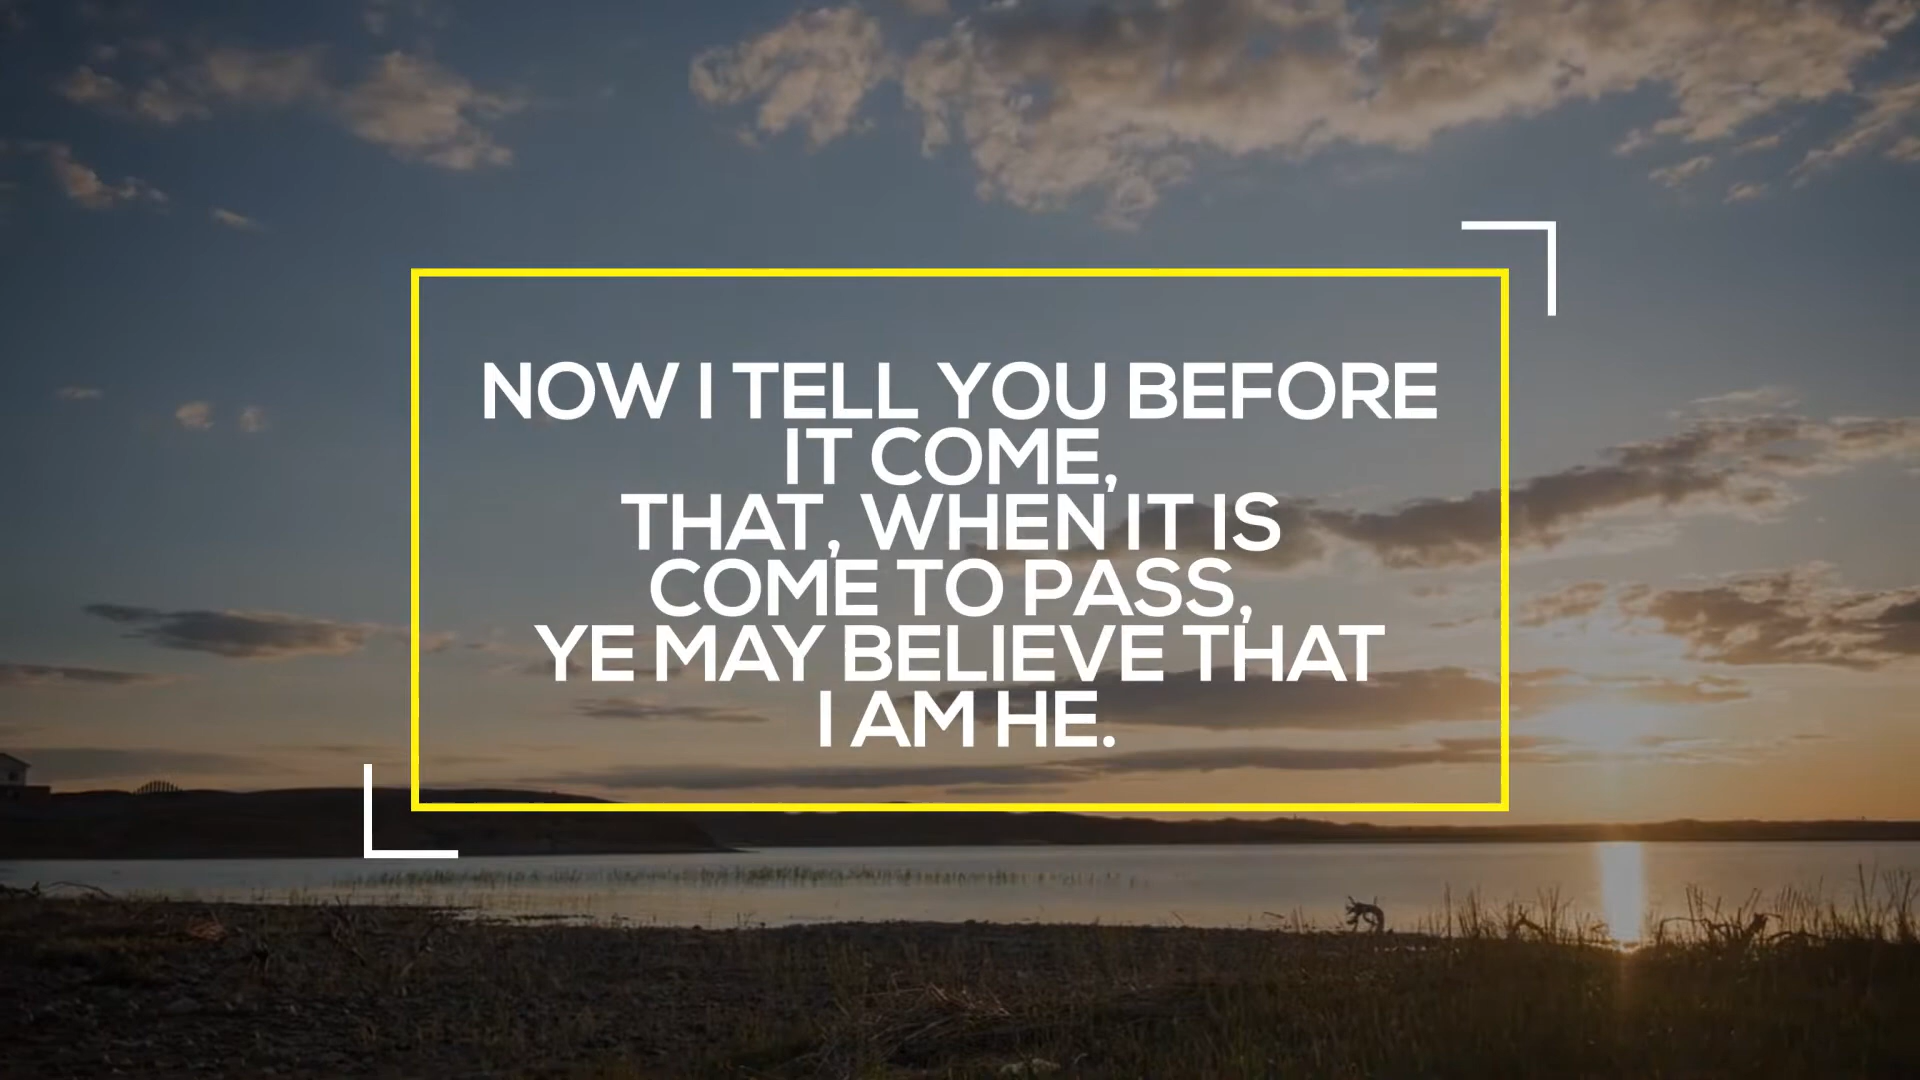 NOW I TELL YOU BEFORE
IT COME,
THAT, WHEN IT IS
COME TO PASS,
YE MAY BELIEVE THAT
I AM HE.